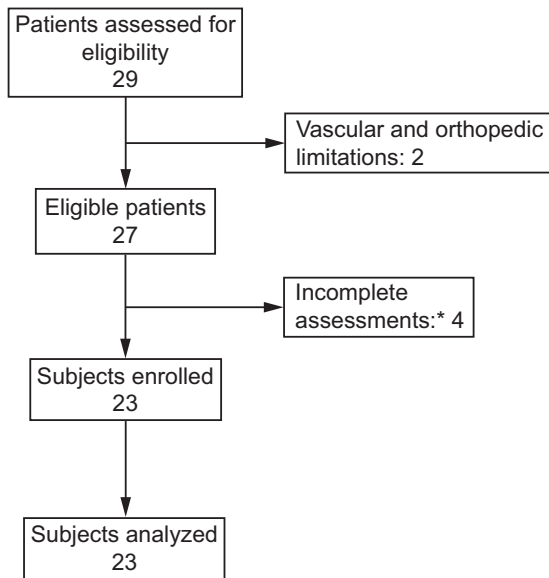 Patients assessed for
eligibility
29
Vascular and orthopedic
limitations: 2
Eligible patients
27
Incomplete
assessments:* 4
Subjects enrolled
23
Subjects analyzed
23